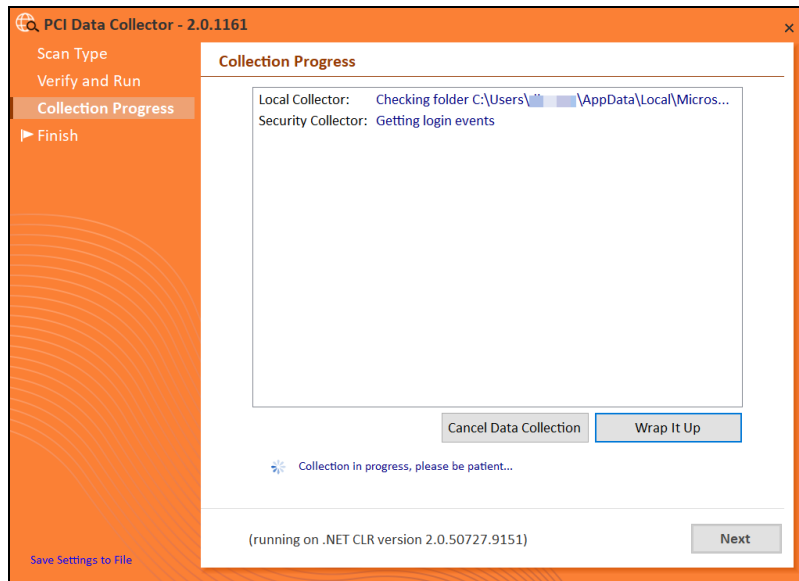 PCI Data Collector - 2.0.1161
Scan Type
Verify and Run
Collection Progress
Finish
Collection Progress
Local Collector: Checking folder C:\Users\ \AppData\Local\Micros...
Security Collector: Getting login events
Cancel Data Collection
Wrap It Up
Collection in progress, please be patient...
(running on .NET CLR version 2.0.50727.9151)
Next
Save Settings to File